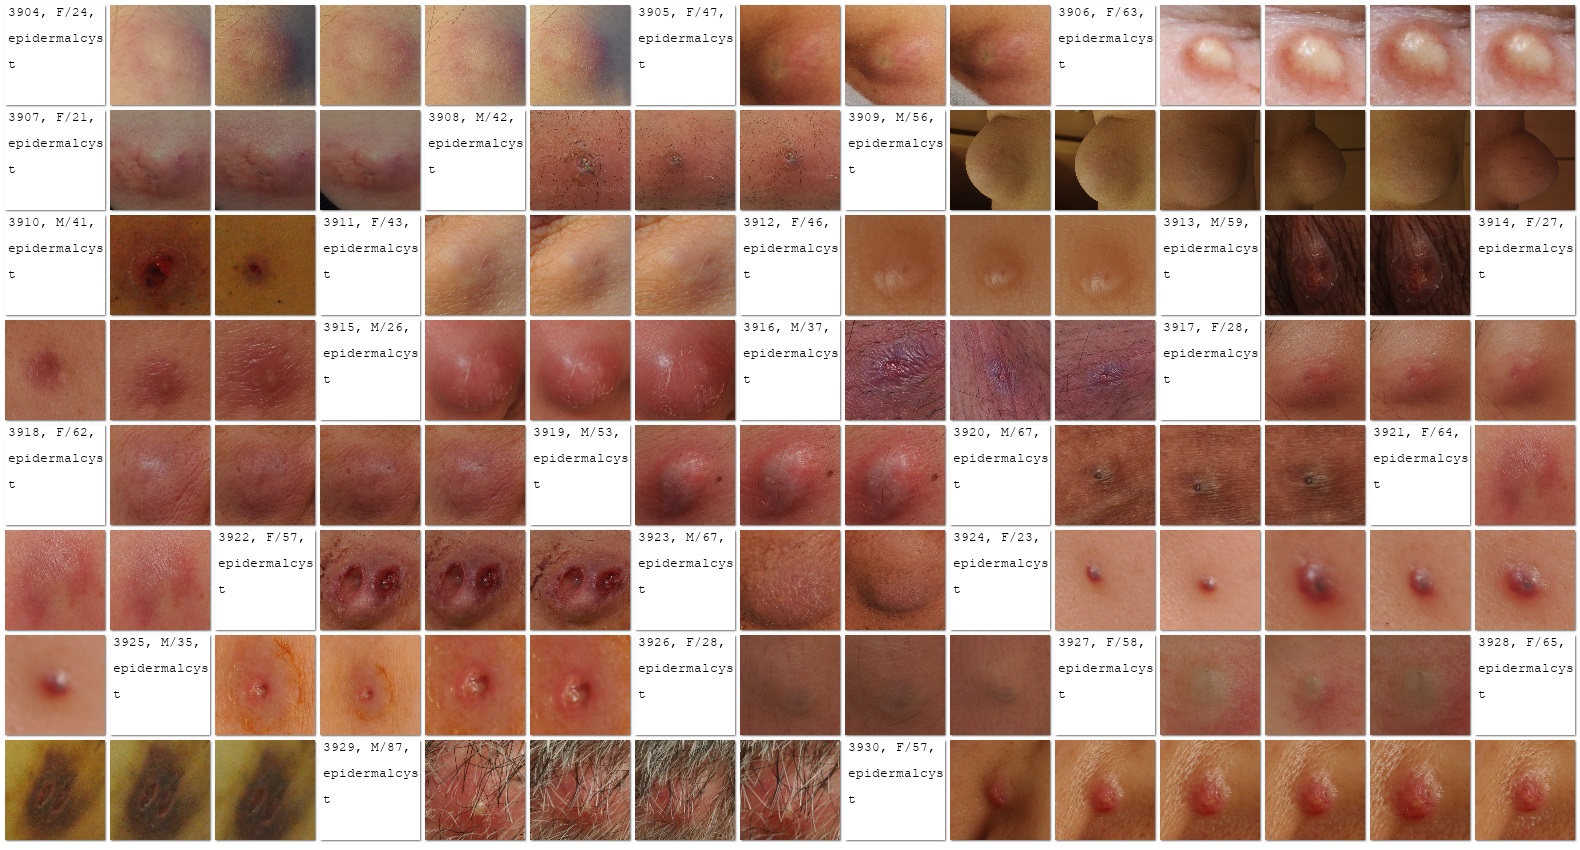 3904, F/24,
epidermalcys
t
3905, F/47,
epidermalcys
t
3906, F/63,
epidermalcys
t
3907, F/21,
epidermalcys
t
3908, M/42,
epidermalcys
t
3909, M/56,
epidermalcys
t
3910, M/41,
epidermalcys
t
3911, F/43,
epidermalcys
t
3912, F/46,
epidermalcys
t
3913, M/59,
epidermalcys
t
3914, F/27,
epidermalcys
t
3915, M/26,
epidermalcys
t
3916, M/37,
epidermalcys
t
3917, F/28,
epidermalcys
t
3918, F/62,
epidermalcys
t
3919, M/53,
epidermalcys
t
3920, M/67,
epidermalcys
t
3921, F/64,
epidermalcys
t
3922, F/57,
epidermalcys
t
3923, M/67,
epidermalcys
t
3924, F/23,
epidermalcys
t
3925, M/35,
epidermalcys
t
3926, F/28,
epidermalcys
t
3927, F/58,
epidermalcys
t
3928, F/65,
epidermalcys
t
3929, M/87,
epidermalcys
t
3930, F/57,
epidermalcys
t